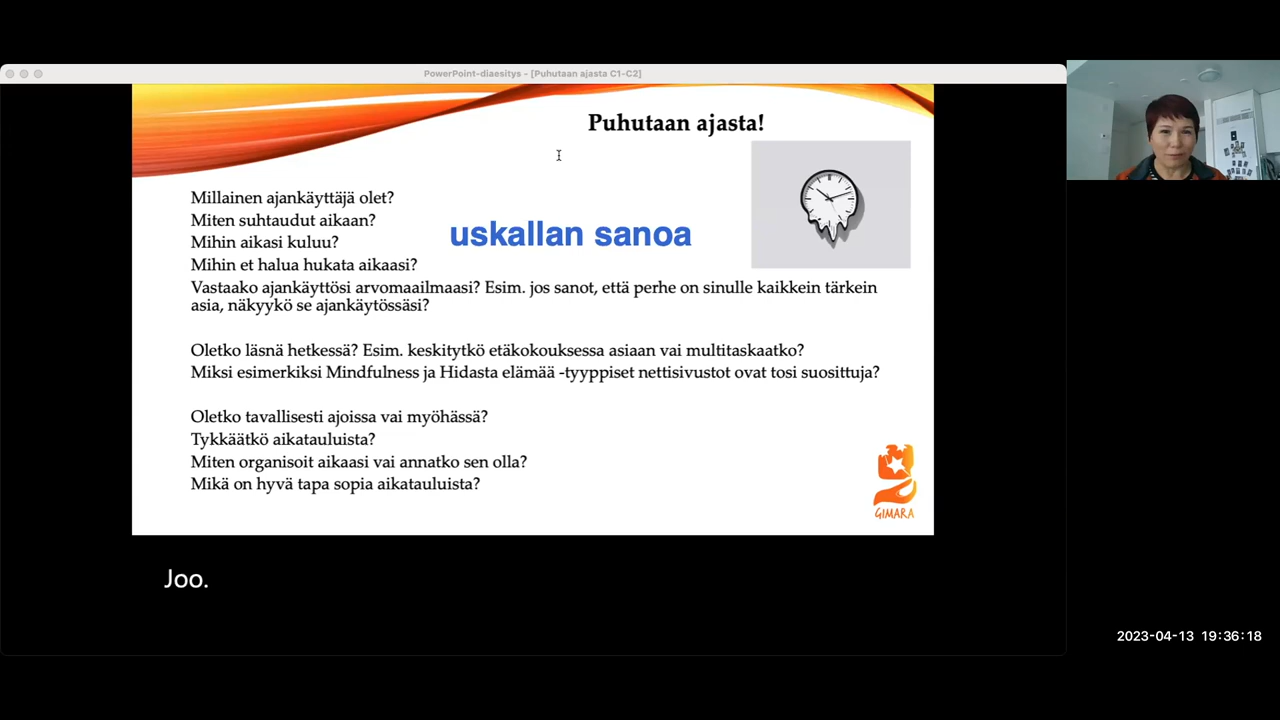 PowerPoint-diaesitys - [Puhutaan ajasta C1-C2]
Puhutaan ajasta!
Millainen ajankäyttäjä olet?
Miten suhtaudut aikaan?
uskallan sanoa
Mihin aikasi kuluu?
Mihin et halua hukata aikaasi?
Vastaako ajankäyttösi arvomaailmaasi? Esim. jos sanot, että perhe on sinulle kaikkein tärkein
asia, näkyykö se ajankäytössäsi?
Oletko läsnä hetkessä? Esim. keskitytkö etäkokouksessa asiaan vai multitaskaatko?
Miksi esimerkiksi Mindfulness ja Hidasta elämää -tyyppiset nettisivustot ovat tosi suosittuja?
Oletko tavallisesti ajoissa vai myöhässä?
Tykkäätkö aikatauluista?
Miten organisoit aikaasi vai annatko sen olla?
Mikä on hyvä tapa sopia aikatauluista?
GIMARA
Joo.
2023-04-13 19:36:18